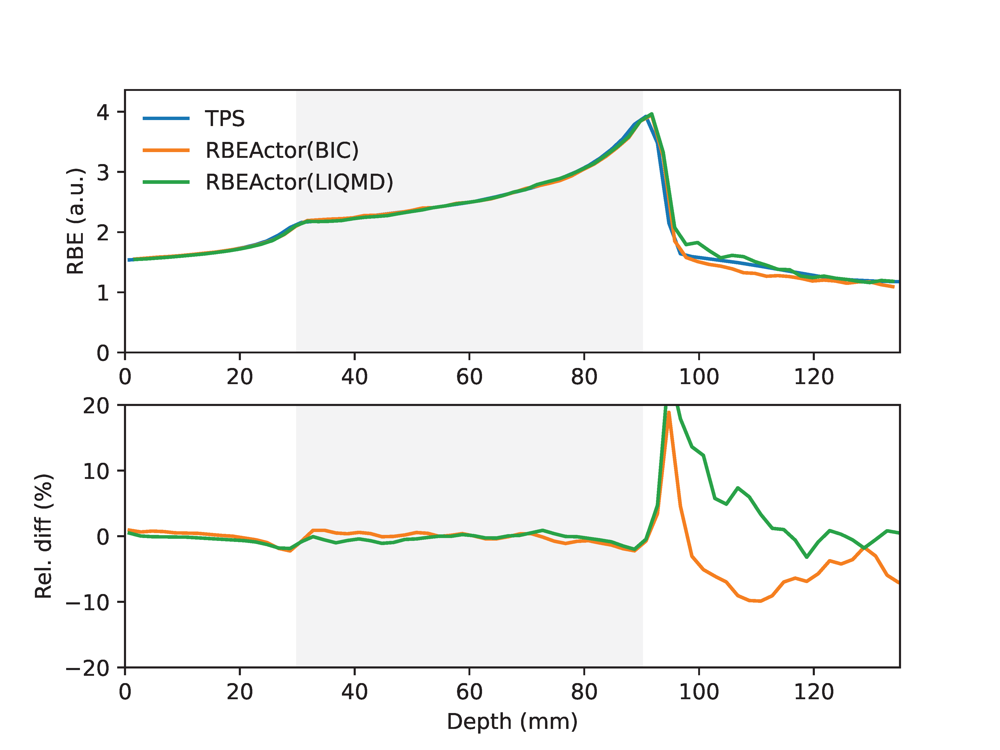 4
3
2
1
0
RBE (a.u.)
TPS
RBEActor(BIC)
RBEActor(LIQMD)
0 20 40 60 80 100 120
20
10
0
−10
−20
Rel. diff (%)
0 20 40 60 80 100 120
Depth (mm)